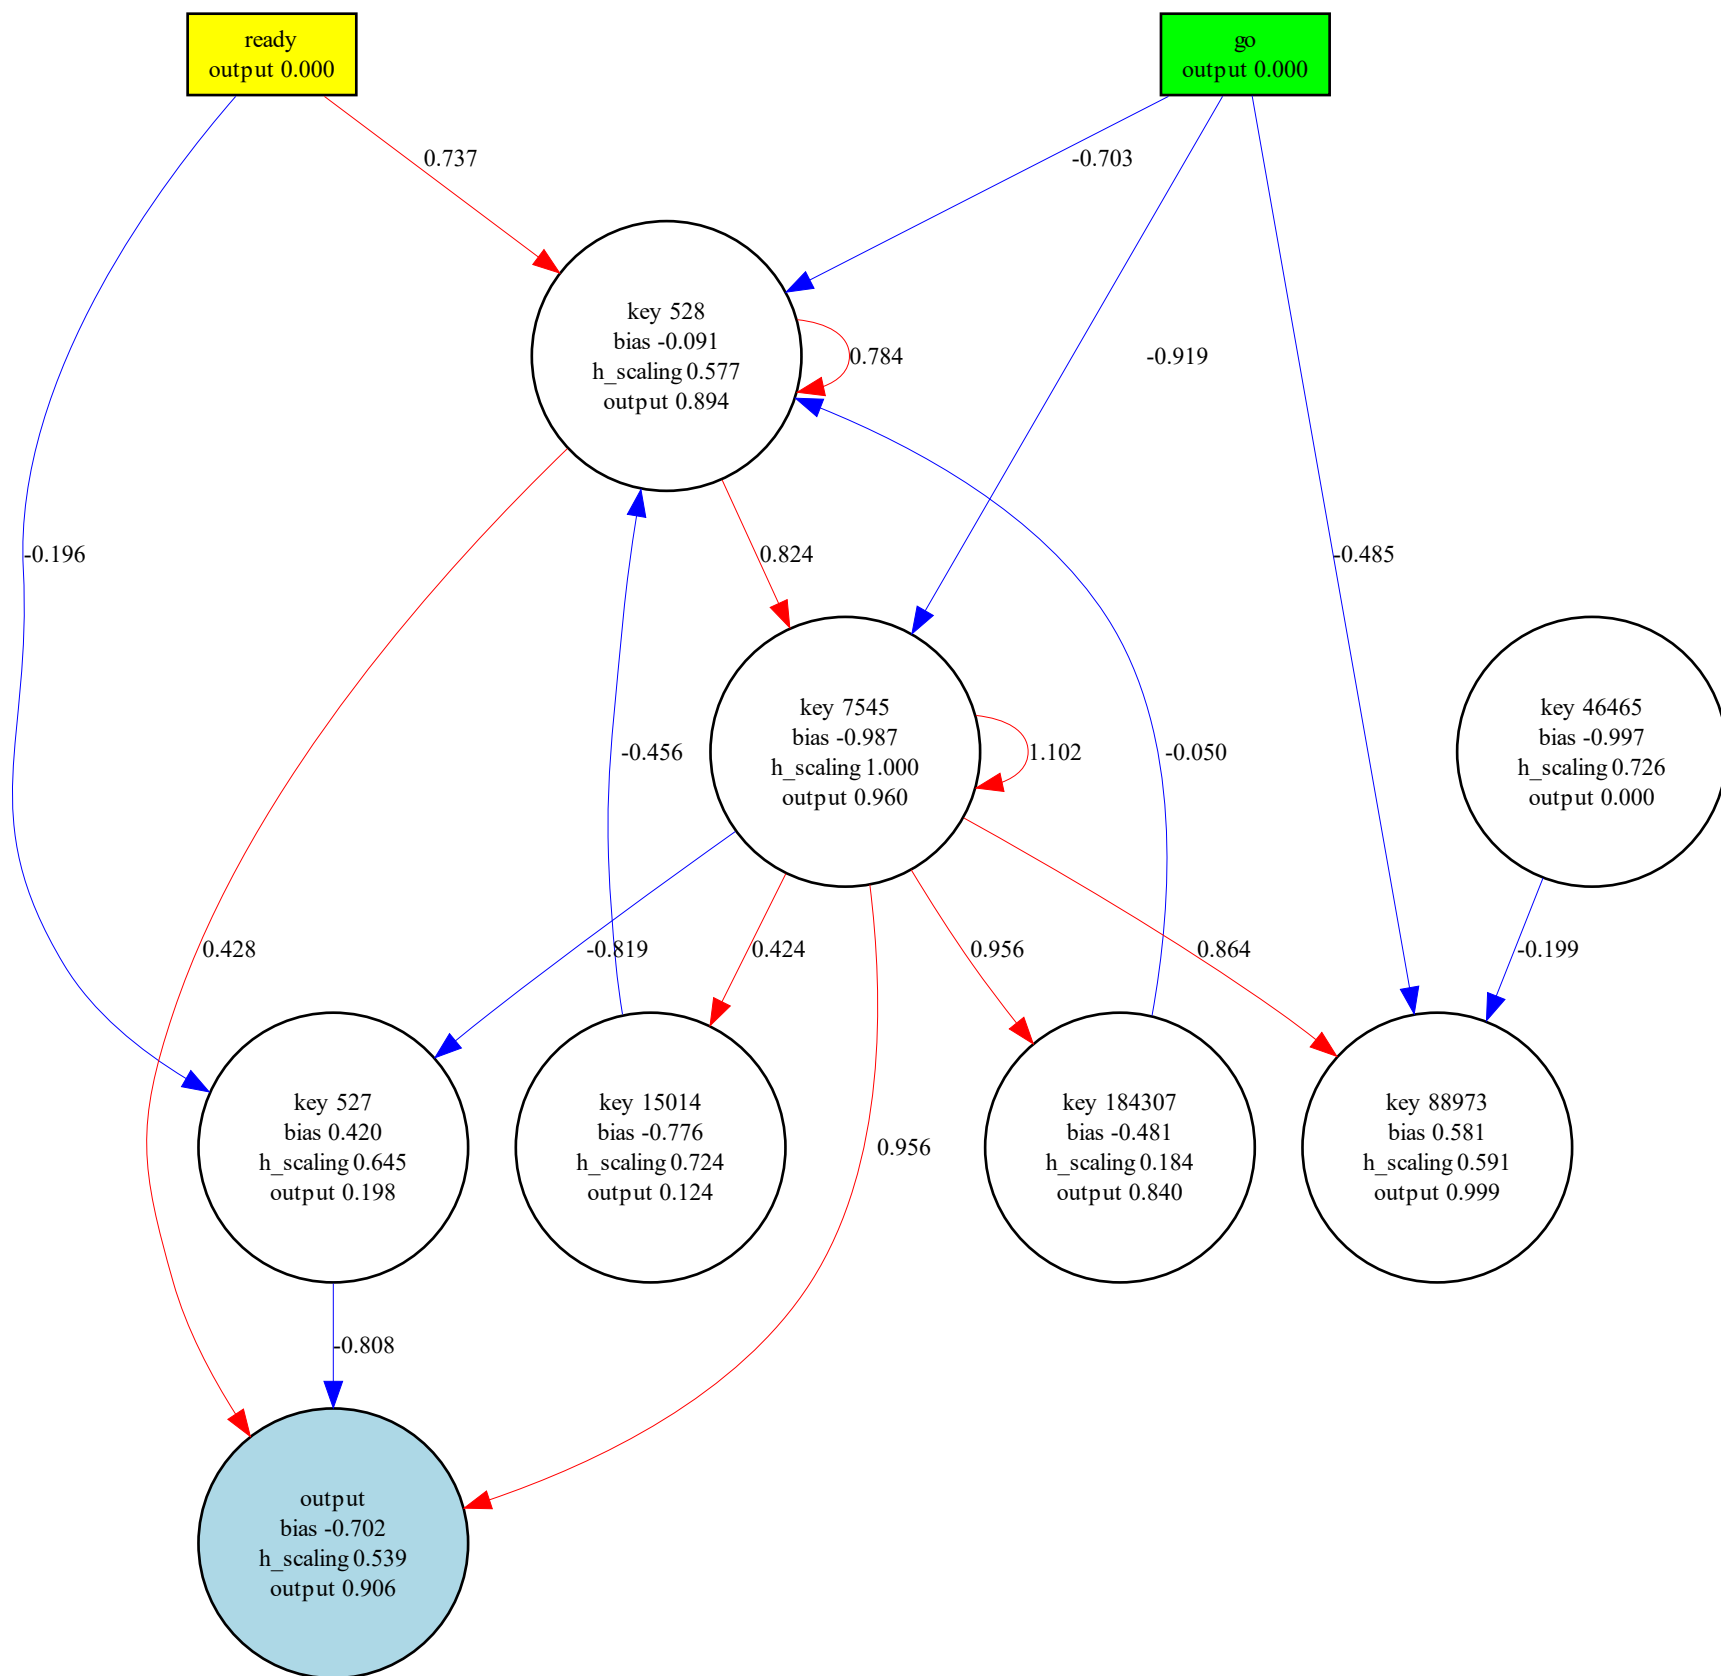 ready
output 0.000
go
output 0.000
0.737
-0.703
key 528
bias -0.091
h_scaling 0.577
output 0.894
0.784
-0.919
-0.196
0.824
-0.485
key 7545
bias -0.987
h_scaling 1.000
output 0.960
1.102
-0.456
-0.050
key 46465
bias -0.997
h_scaling 0.726
output 0.000
0.428
-0.819
0.424
0.956
0.864
-0.199
key 527
bias 0.420
h_scaling 0.645
output 0.198
key 15014
bias -0.776
h_scaling 0.724
output 0.124
0.956
key 184307
bias -0.481
h_scaling 0.184
output 0.840
key 88973
bias 0.581
h_scaling 0.591
output 0.999
-0.808
output
bias -0.702
h_scaling 0.539
output 0.906